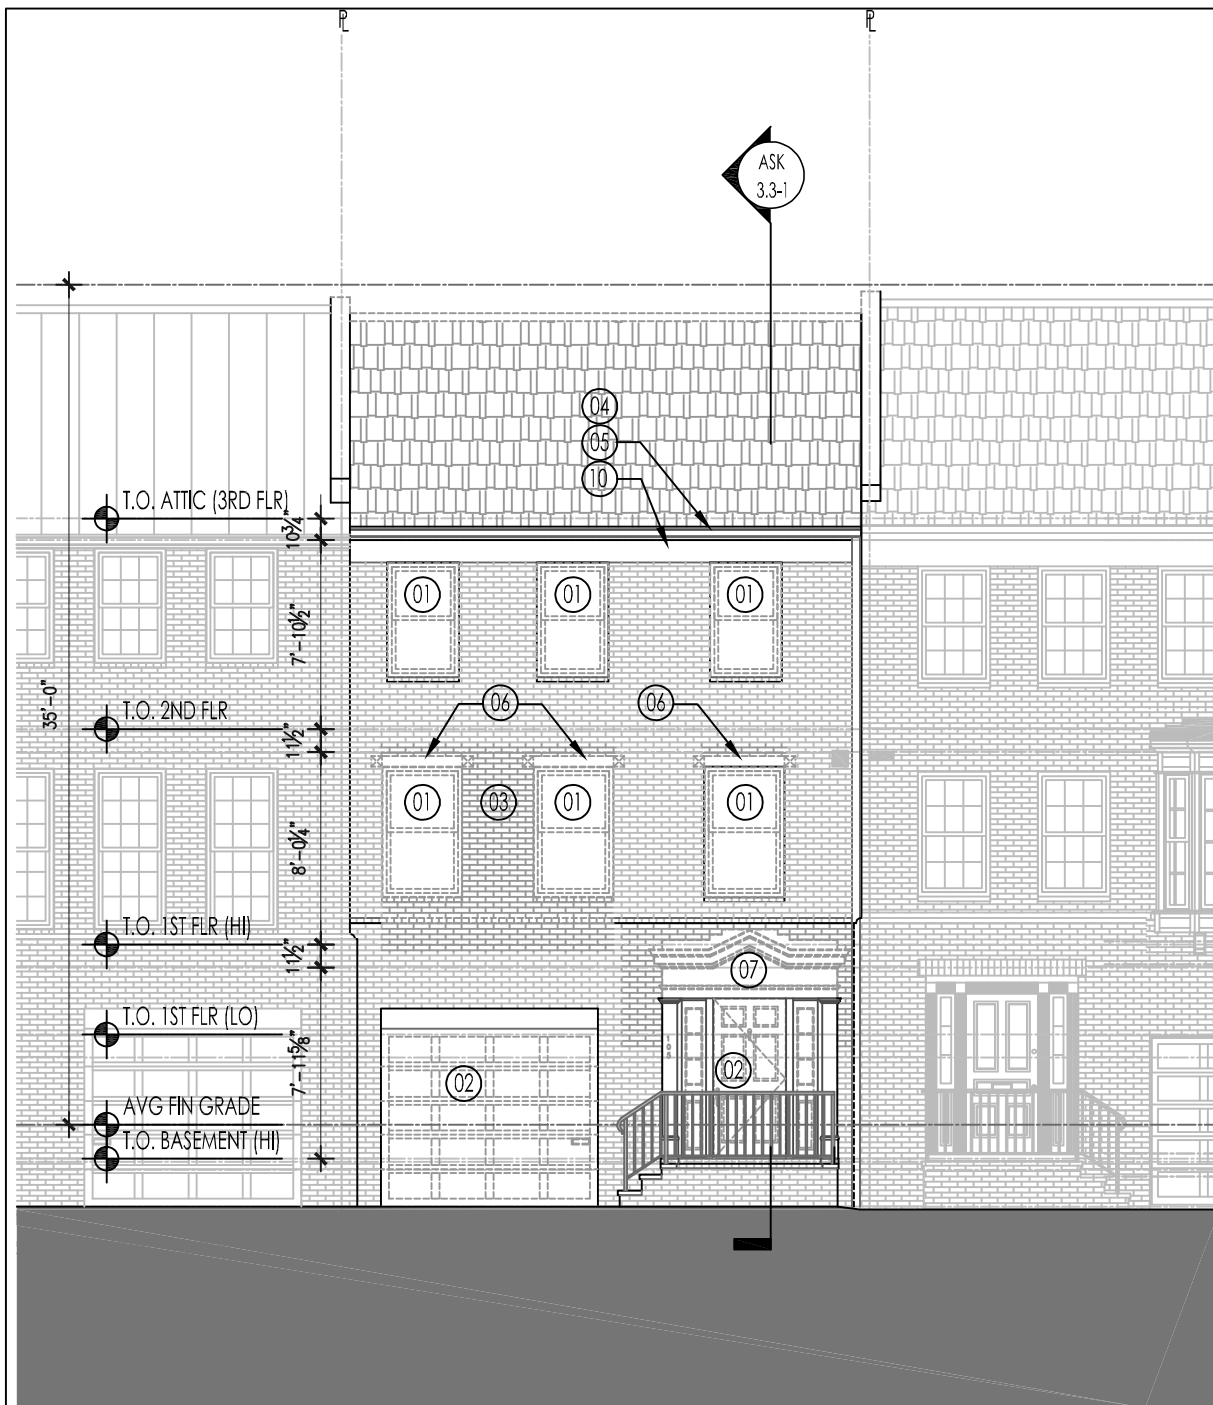 PL
PL
ASK
3.3-1
04
05
10
T.O. ATTIC (3RD FLR)
10¾"
01
01
01
7'-10½"
35'-0"
06
06
T.O. 2ND FLR
11½"
01
03
01
01
8'-0¼"
T.O. 1ST FLR (HI)
11½"
07
T.O. 1ST FLR (LO)
7'-11⅝"
02
02
AVG FIN GRADE
T.O. BASEMENT (HI)